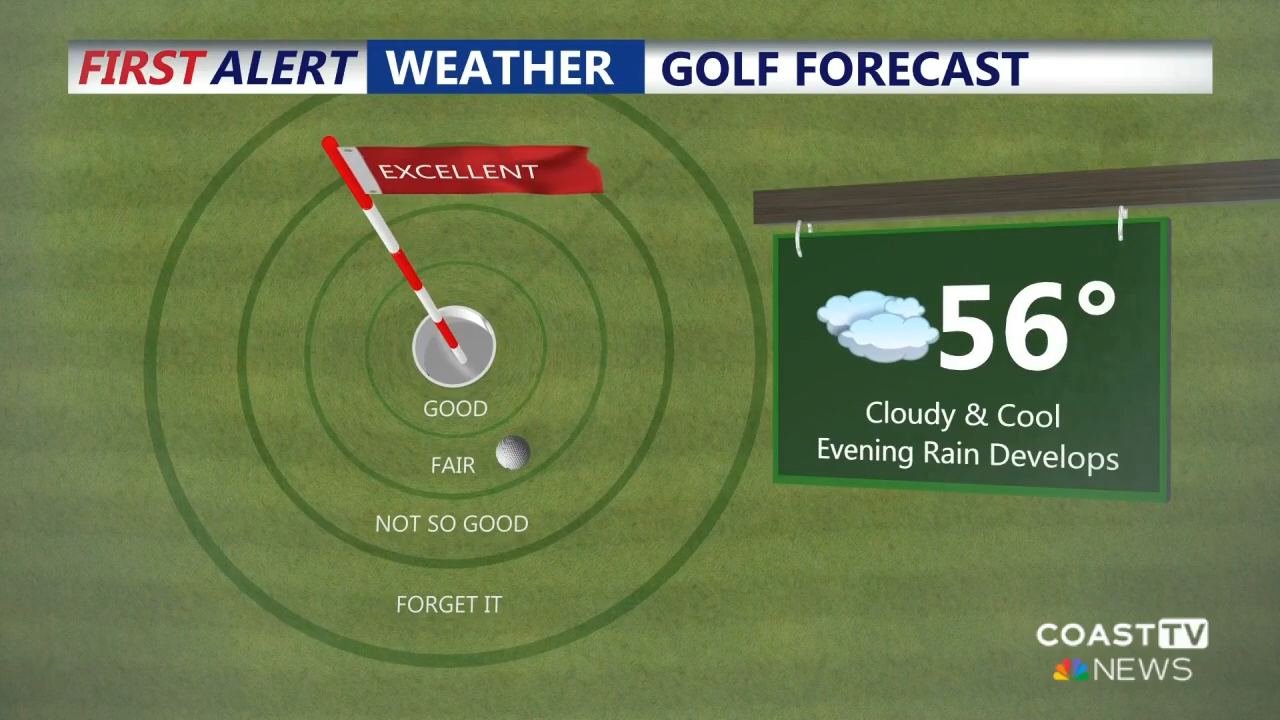 FIRST ALERT WEATHER GOLF FORECAST
EXCELLENT
GOOD
FAIR
NOT SO GOOD
FORGET IT
56°
Cloudy & Cool
Evening Rain Develops
COAST TV
NEWS